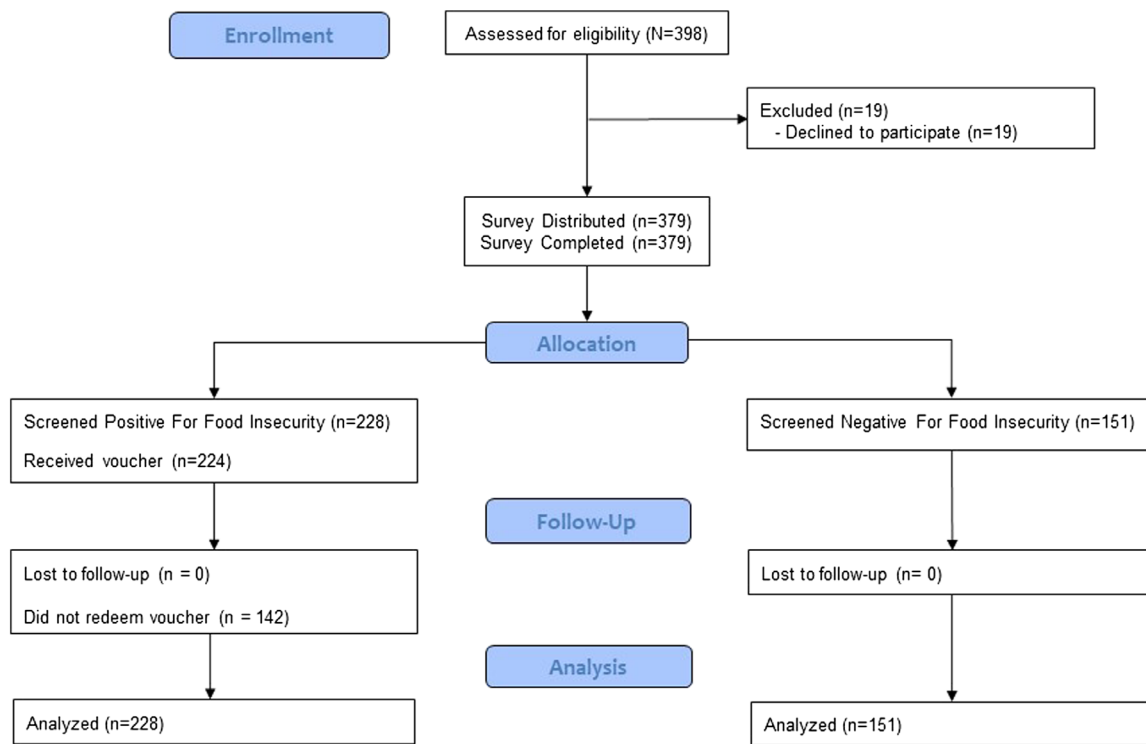 Enrollment
Assessed for eligibility (N=398)
Excluded (n=19)
- Declined to participate (n=19)
Survey Distributed (n=379)
Survey Completed (n=379)
Allocation
Screened Positive For Food Insecurity (n=228)
Received voucher (n=224)
Screened Negative For Food Insecurity (n=151)
Follow-Up
Lost to follow-up (n = 0)
Did not redeem voucher (n = 142)
Lost to follow-up (n= 0)
Analysis
Analyzed (n=228)
Analyzed (n=151)